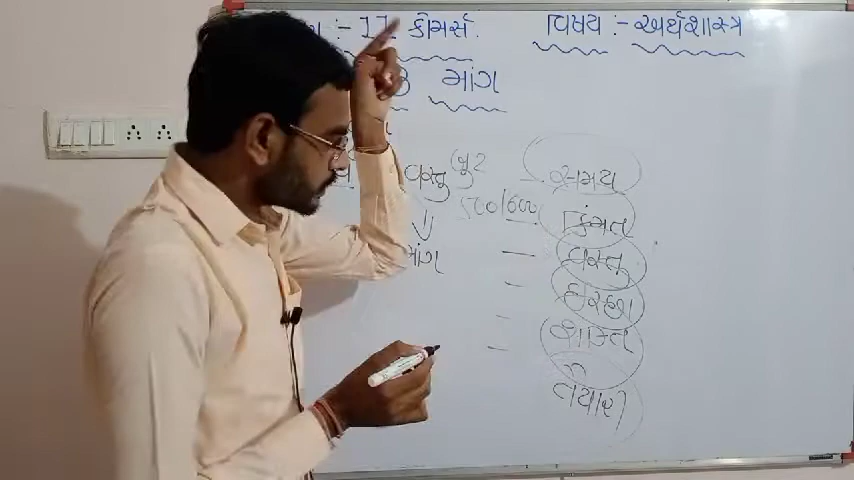 :- 11 કોમર્સ. વિષય :- અર્થશાસ્ત્ર
માંગ
વસ્તુ બૂટ
500/600
માંગ
સમય
કિંમત
વસ્તુ
ઈચ્છા
શક્તિ
તૈયારી